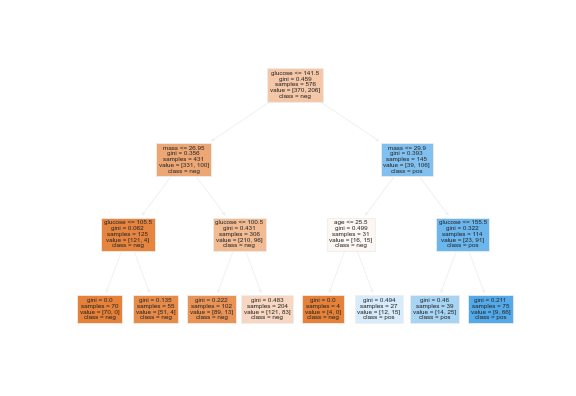 glucose <= 141.5
gini = 0.459
samples = 576
value = [370, 206]
class = neg
mass <= 26.95
gini = 0.356
samples = 431
value = [331, 100]
class = neg
mass <= 29.9
gini = 0.393
samples = 145
value = [39, 106]
class = pos
glucose <= 105.5
gini = 0.062
samples = 125
value = [121, 4]
class = neg
glucose <= 100.5
gini = 0.431
samples = 306
value = [210, 96]
class = neg
age <= 25.5
gini = 0.499
samples = 31
value = [16, 15]
class = neg
glucose <= 155.5
gini = 0.322
samples = 114
value = [23, 91]
class = pos
gini = 0.0
samples = 70
value = [70, 0]
class = neg
gini = 0.135
samples = 55
value = [51, 4]
class = neg
gini = 0.222
samples = 102
value = [89, 13]
class = neg
gini = 0.483
samples = 204
value = [121, 83]
class = neg
gini = 0.0
samples = 4
value = [4, 0]
class = neg
gini = 0.494
samples = 27
value = [12, 15]
class = pos
gini = 0.46
samples = 39
value = [14, 25]
class = pos
gini = 0.211
samples = 75
value = [9, 66]
class = pos